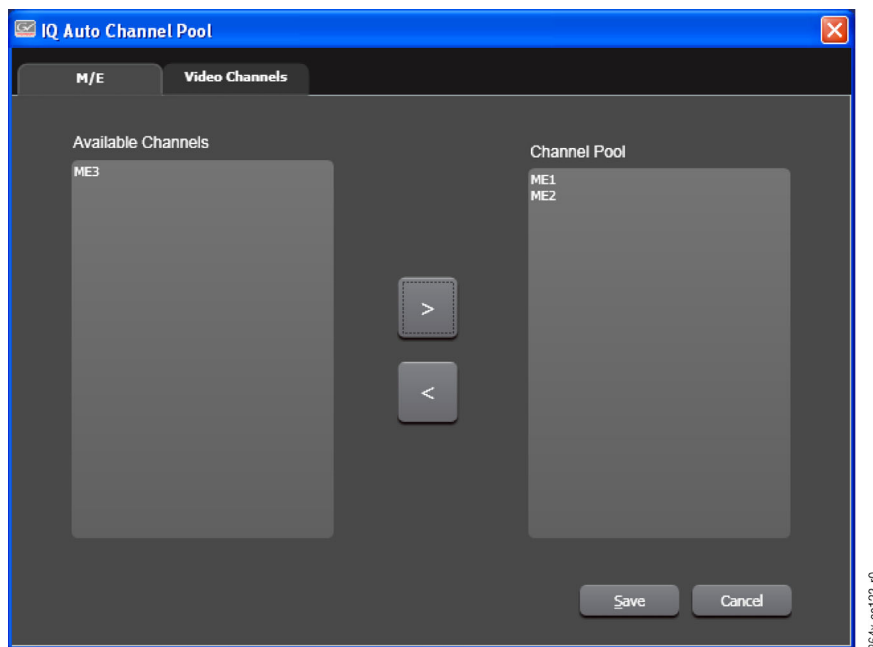 IQ Auto Channel Pool
M/E
Video Channels
Available Channels
ME3
Channel Pool
ME1
ME2
>
<
Save
Cancel